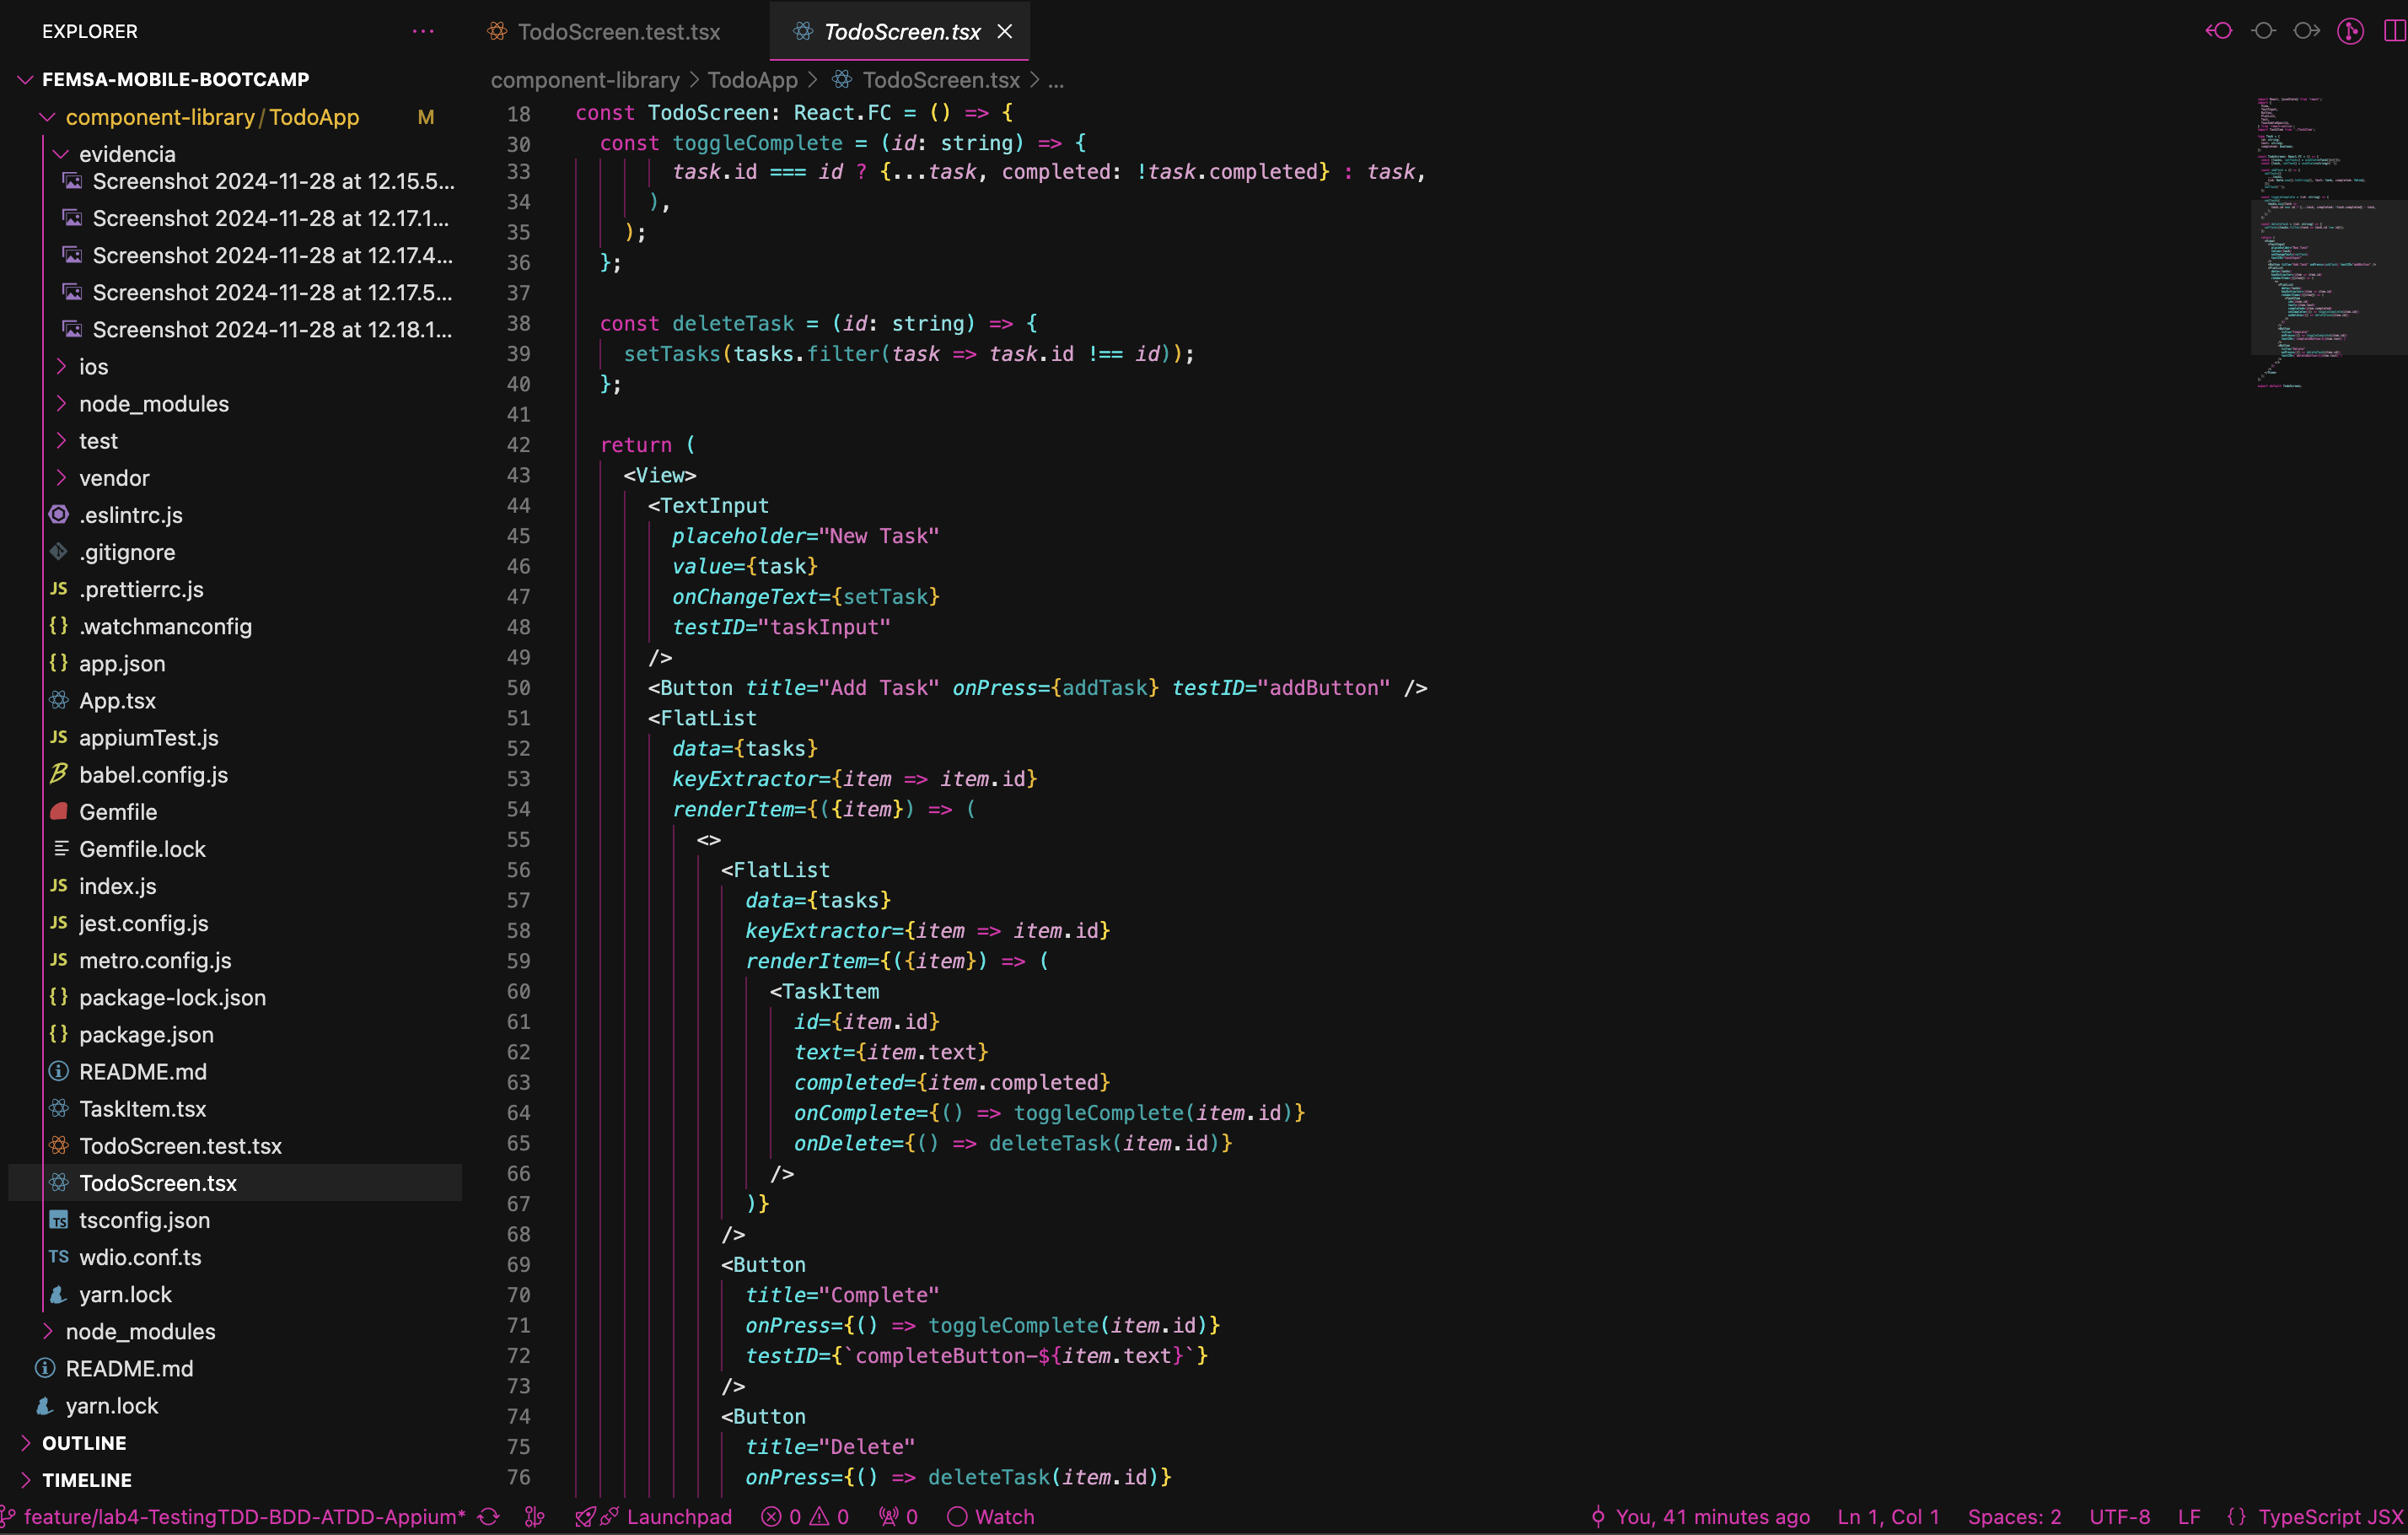 EXPLORER
FEMSA-MOBILE-BOOTCAMP
component-library / TodoApp M
evidencia
Screenshot 2024-11-28 at 12.15.5...
Screenshot 2024-11-28 at 12.17.1...
Screenshot 2024-11-28 at 12.17.4...
Screenshot 2024-11-28 at 12.17.5...
Screenshot 2024-11-28 at 12.18.1...
ios
node_modules
test
vendor
.eslintrc.js
.gitignore
JS .prettierrc.js
{} .watchmanconfig
{} app.json
App.tsx
JS appiumTest.js
babel.config.js
Gemfile
Gemfile.lock
JS index.js
JS jest.config.js
JS metro.config.js
{} package-lock.json
{} package.json
README.md
TaskItem.tsx
TodoScreen.test.tsx
TodoScreen.tsx
TS tsconfig.json
TS wdio.conf.ts
yarn.lock
node_modules
README.md
yarn.lock
OUTLINE
TIMELINE
TodoScreen.test.tsx
TodoScreen.tsx
component-library > TodoApp > TodoScreen.tsx > ...
18 const TodoScreen: React.FC = () => {
30 const toggleComplete = (id: string) => {
33 task.id === id ? {...task, completed: !task.completed} : task,
34 ),
35 );
36 };
37
38 const deleteTask = (id: string) => {
39 setTasks(tasks.filter(task => task.id !== id));
40 };
41
42 return (
43 <View>
44 <TextInput
45 placeholder="New Task"
46 value={task}
47 onChangeText={setTask}
48 testID="taskInput"
49 />
50 <Button title="Add Task" onPress={addTask} testID="addButton" />
51 <FlatList
52 data={tasks}
53 keyExtractor={item => item.id}
54 renderItem={({item}) => (
55 <>
56 <FlatList
57 data={tasks}
58 keyExtractor={item => item.id}
59 renderItem={({item}) => (
60 <TaskItem
61 id={item.id}
62 text={item.text}
63 completed={item.completed}
64 onComplete={() => toggleComplete(item.id)}
65 onDelete={() => deleteTask(item.id)}
66 />
67 )}
68 />
69 <Button
70 title="Complete"
71 onPress={() => toggleComplete(item.id)}
72 testID={`completeButton-${item.text}`}
73 />
74 <Button
75 title="Delete"
76 onPress={() => deleteTask(item.id)}
feature/lab4-TestingTDD-BDD-ATDD-Appium* Launchpad 0 0 0 Watch You, 41 minutes ago Ln 1, Col 1 Spaces: 2 UTF-8 LF {} TypeScript JSX